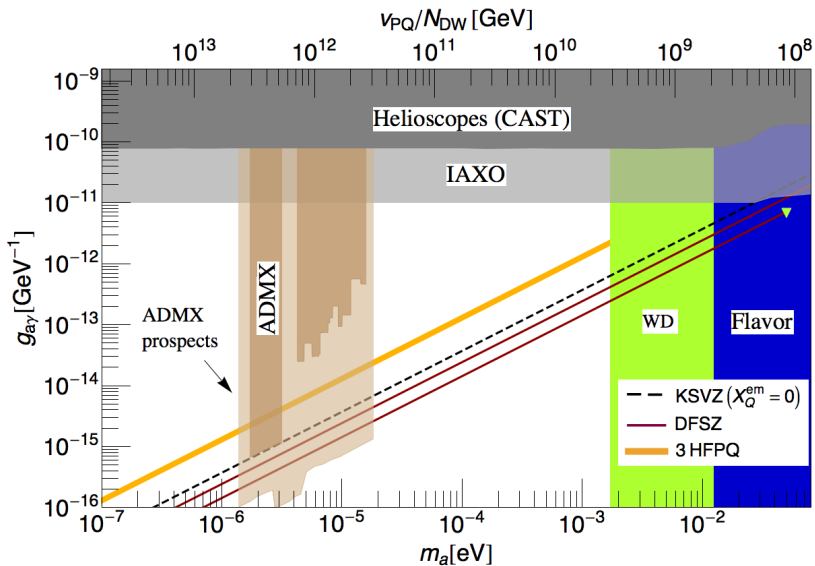 v_PQ/N_DW [GeV]
10^13 10^12 10^11 10^10 10^9 10^8
10^-9
10^-10
10^-11
10^-12
10^-13
10^-14
10^-15
10^-16
g_aγ [GeV^-1]
Helioscopes (CAST)
IAXO
ADMX
ADMX
prospects
WD
Flavor
KSVZ (X_Q^em = 0)
DFSZ
3 HFPQ
10^-7 10^-6 10^-5 10^-4 10^-3 10^-2
m_a[eV]